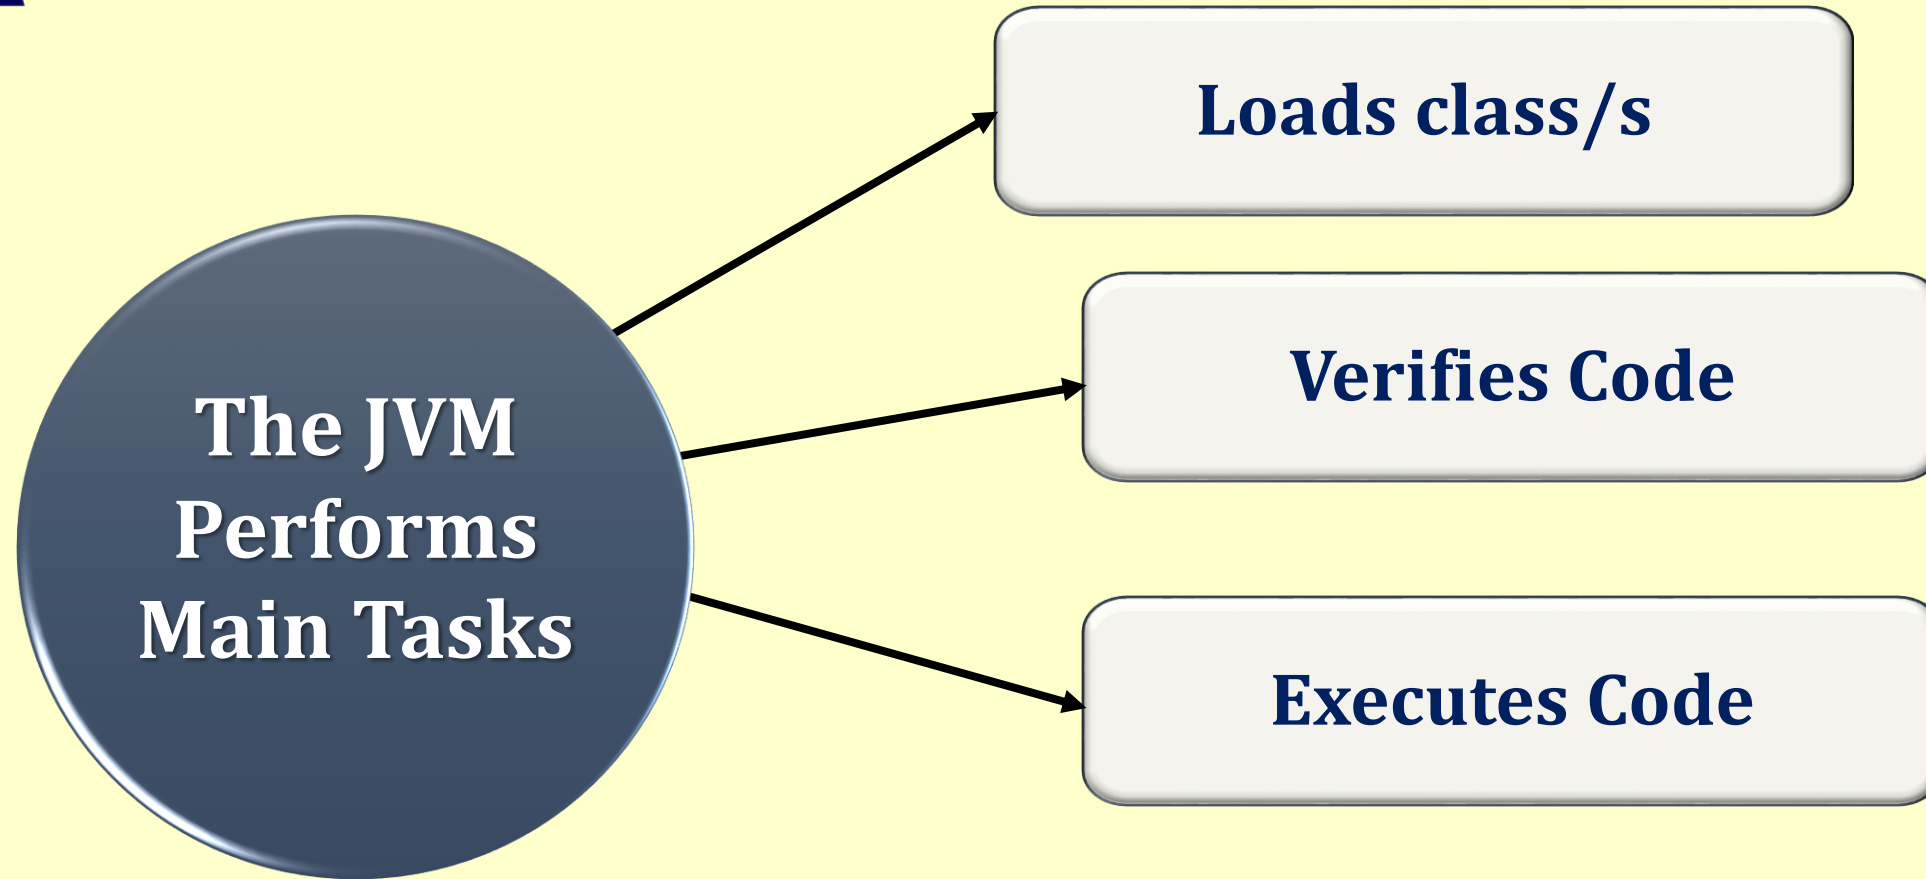 The JVM
Performs
Main Tasks
Loads class/s
Verifies Code
Executes Code